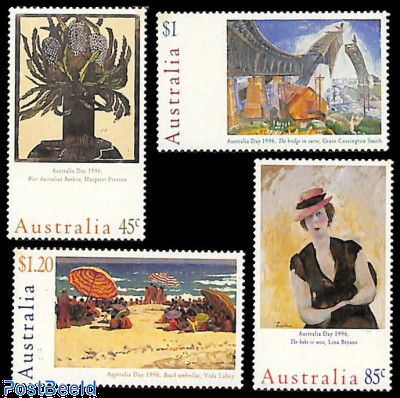 Australia Day 1996,
West Australian Banksia, Margaret Preston
Australia 45c
$1
Australia
Australia Day 1996, The bridge in curve, Grace Cossington Smith
$1.20
Australia
Australia Day 1996, Beach umbrellas, Vida Lahey
Australia Day 1996,
The babe is wise, Lina Bryans
Australia
85c
PostBeeld